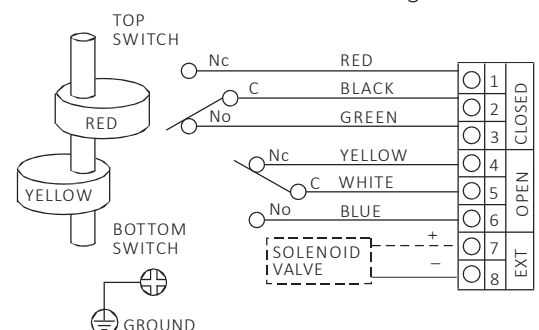 TOP
SWITCH
Nc RED 1
C BLACK 2
No GREEN 3
CLOSED
RED
Nc YELLOW 4
C WHITE 5
No BLUE 6
OPEN
YELLOW
BOTTOM
SWITCH
SOLENOID
VALVE
+ 7
– 8
EXT
GROUND